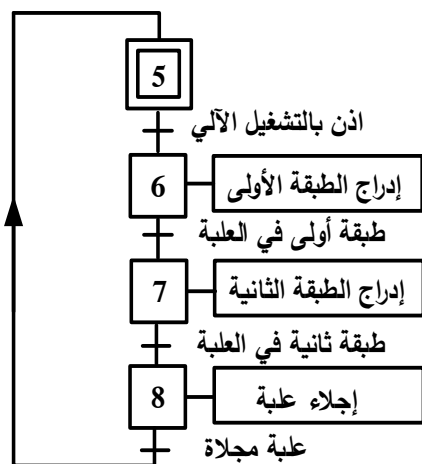 5
اذن بالتشغيل الآلي
6 إدراج الطبقة الأولى
طبقة أولى في العلبة
7 إدراج الطبقة الثانية
طبقة ثانية في العلبة
8 إجلاء علبة
علبة مجلاة